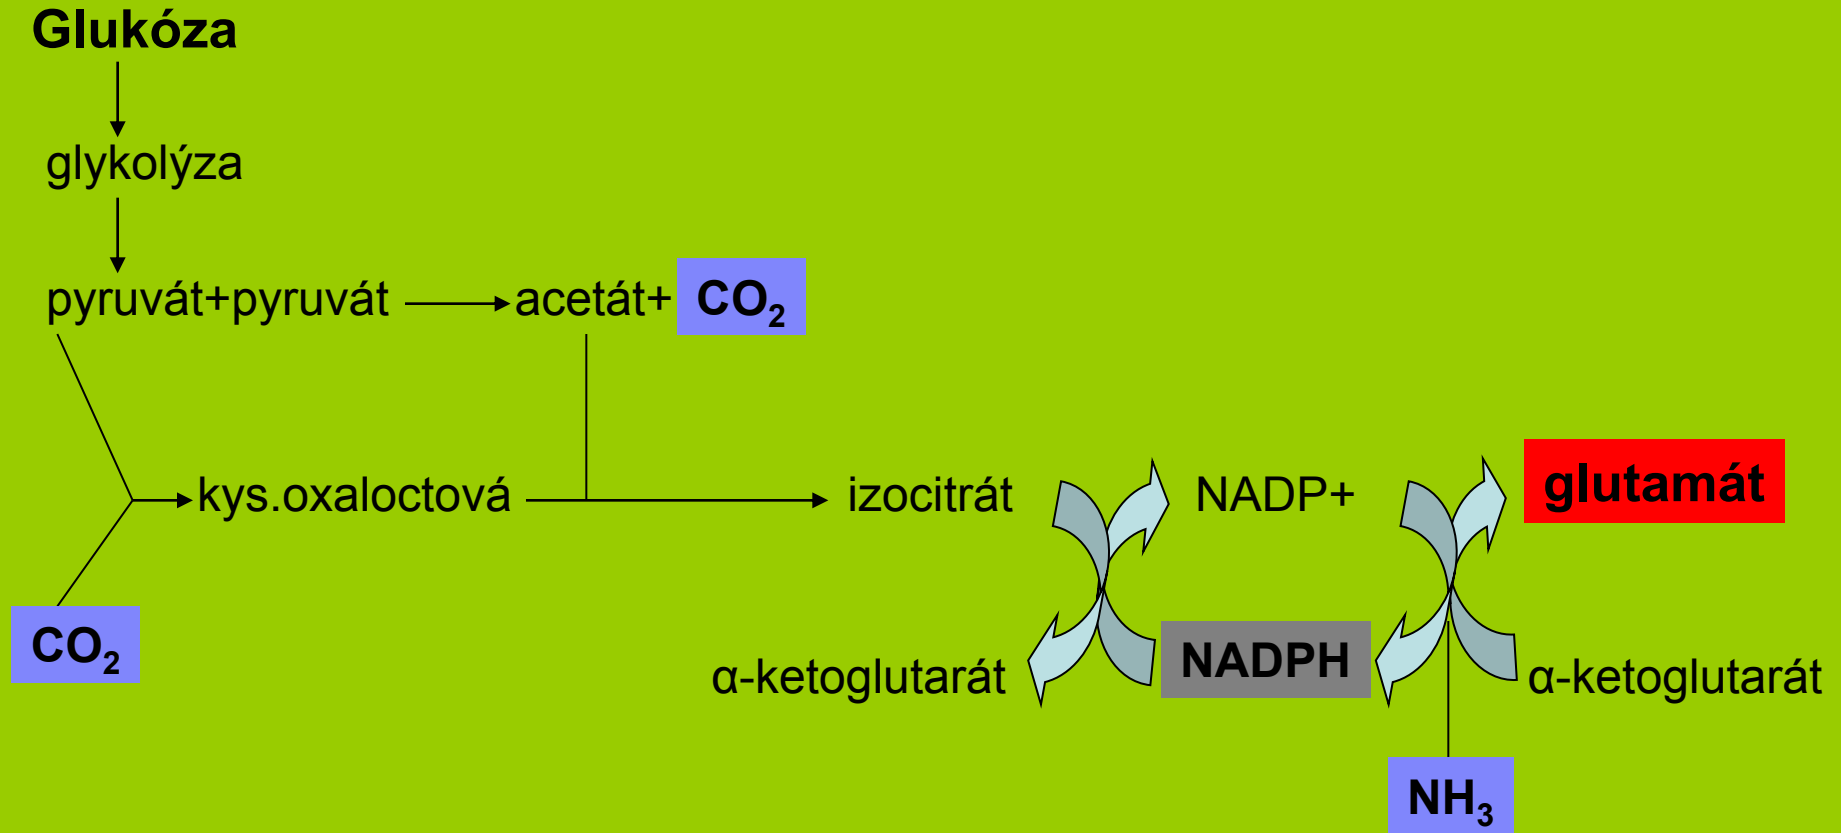 Glukóza
glykolýza
pyruvát+pyruvát
acetát+
CO₂
kys.oxaloctová
izocitrát
NADP+
glutamát
CO₂
α-ketoglutarát
NADPH
α-ketoglutarát
NH₃